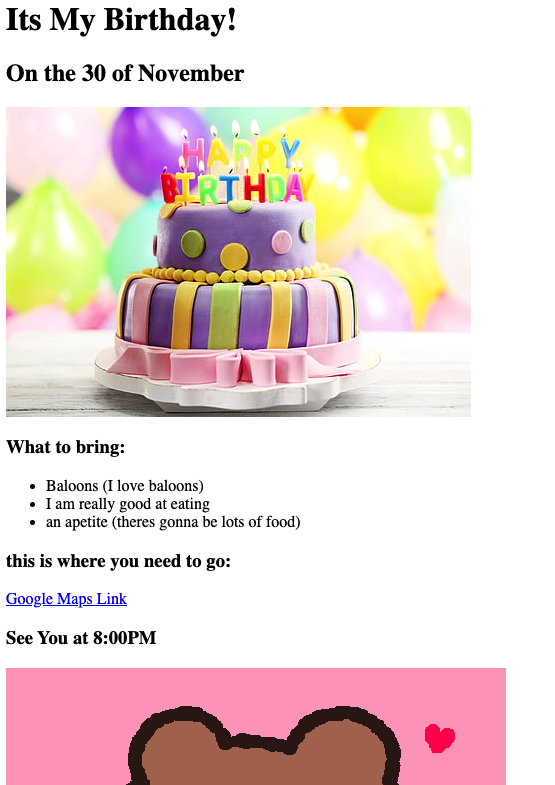 Its My Birthday!
On the 30 of November
HAPPY
BIRTHDAY
What to bring:
Baloons (I love baloons)
I am really good at eating
an apetite (theres gonna be lots of food)
this is where you need to go:
Google Maps Link
See You at 8:00PM